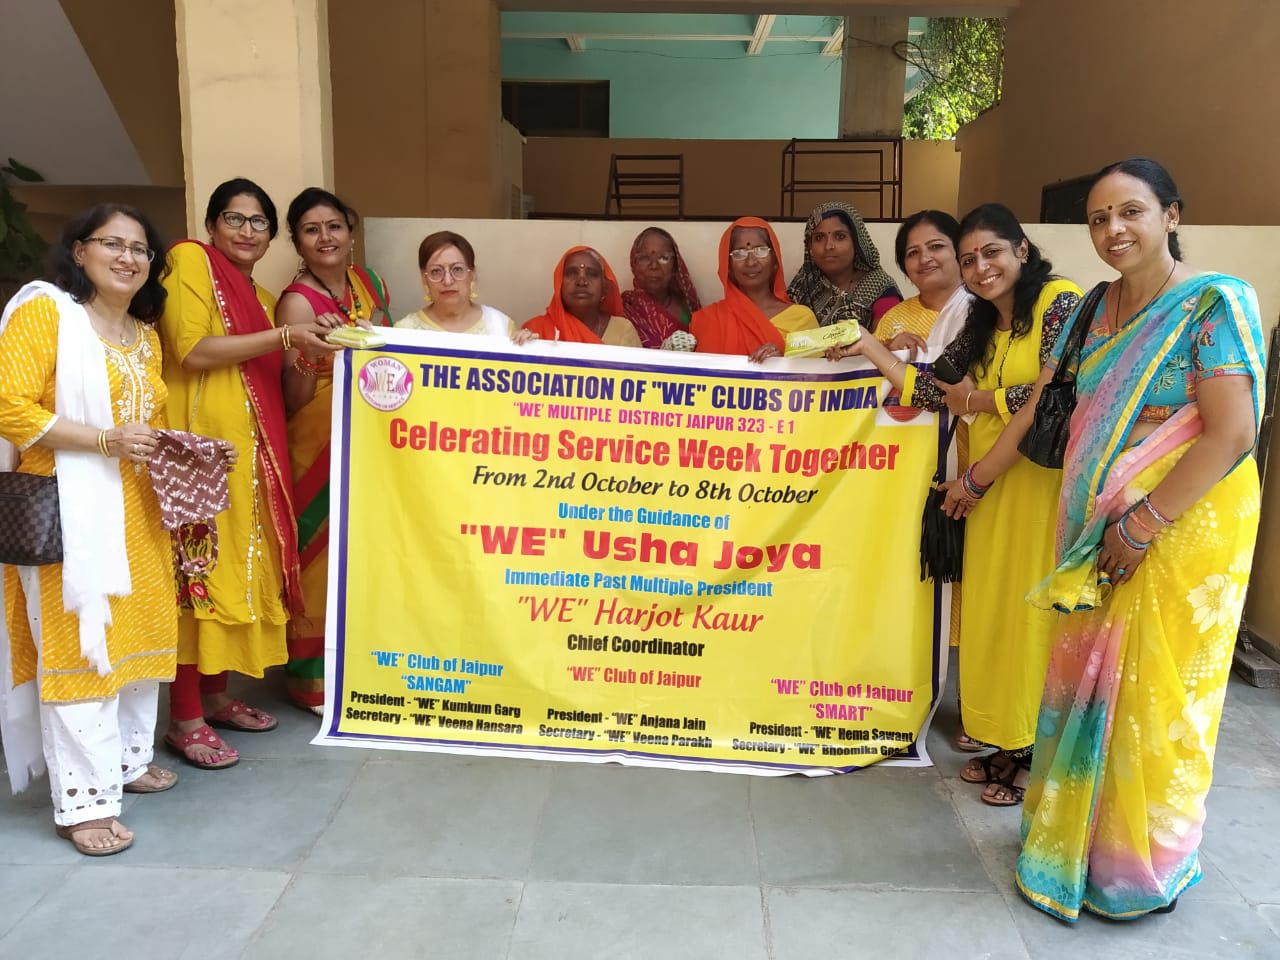 WOMAN
WE
THE ASSOCIATION OF "WE" CLUBS OF INDIA
"WE' MULTIPLE DISTRICT JAIPUR 323 - E 1
Celerating Service Week Together
From 2nd October to 8th October
Under the Guidance of
"WE" Usha Joya
Immediate Past Multiple President
"WE" Harjot Kaur
Chief Coordinator
"WE" Club of Jaipur
"SANGAM"
President - "WE" Kumkum Garg
Secretary - "WE" Veena Hansara
"WE" Club of Jaipur
President - "WE" Anjana Jain
Secretary - "WE" Veena Parakh
"WE" Club of Jaipur
"SMART"
President - "WE" Hema Sawant
Secretary - "WE" Bhoomika